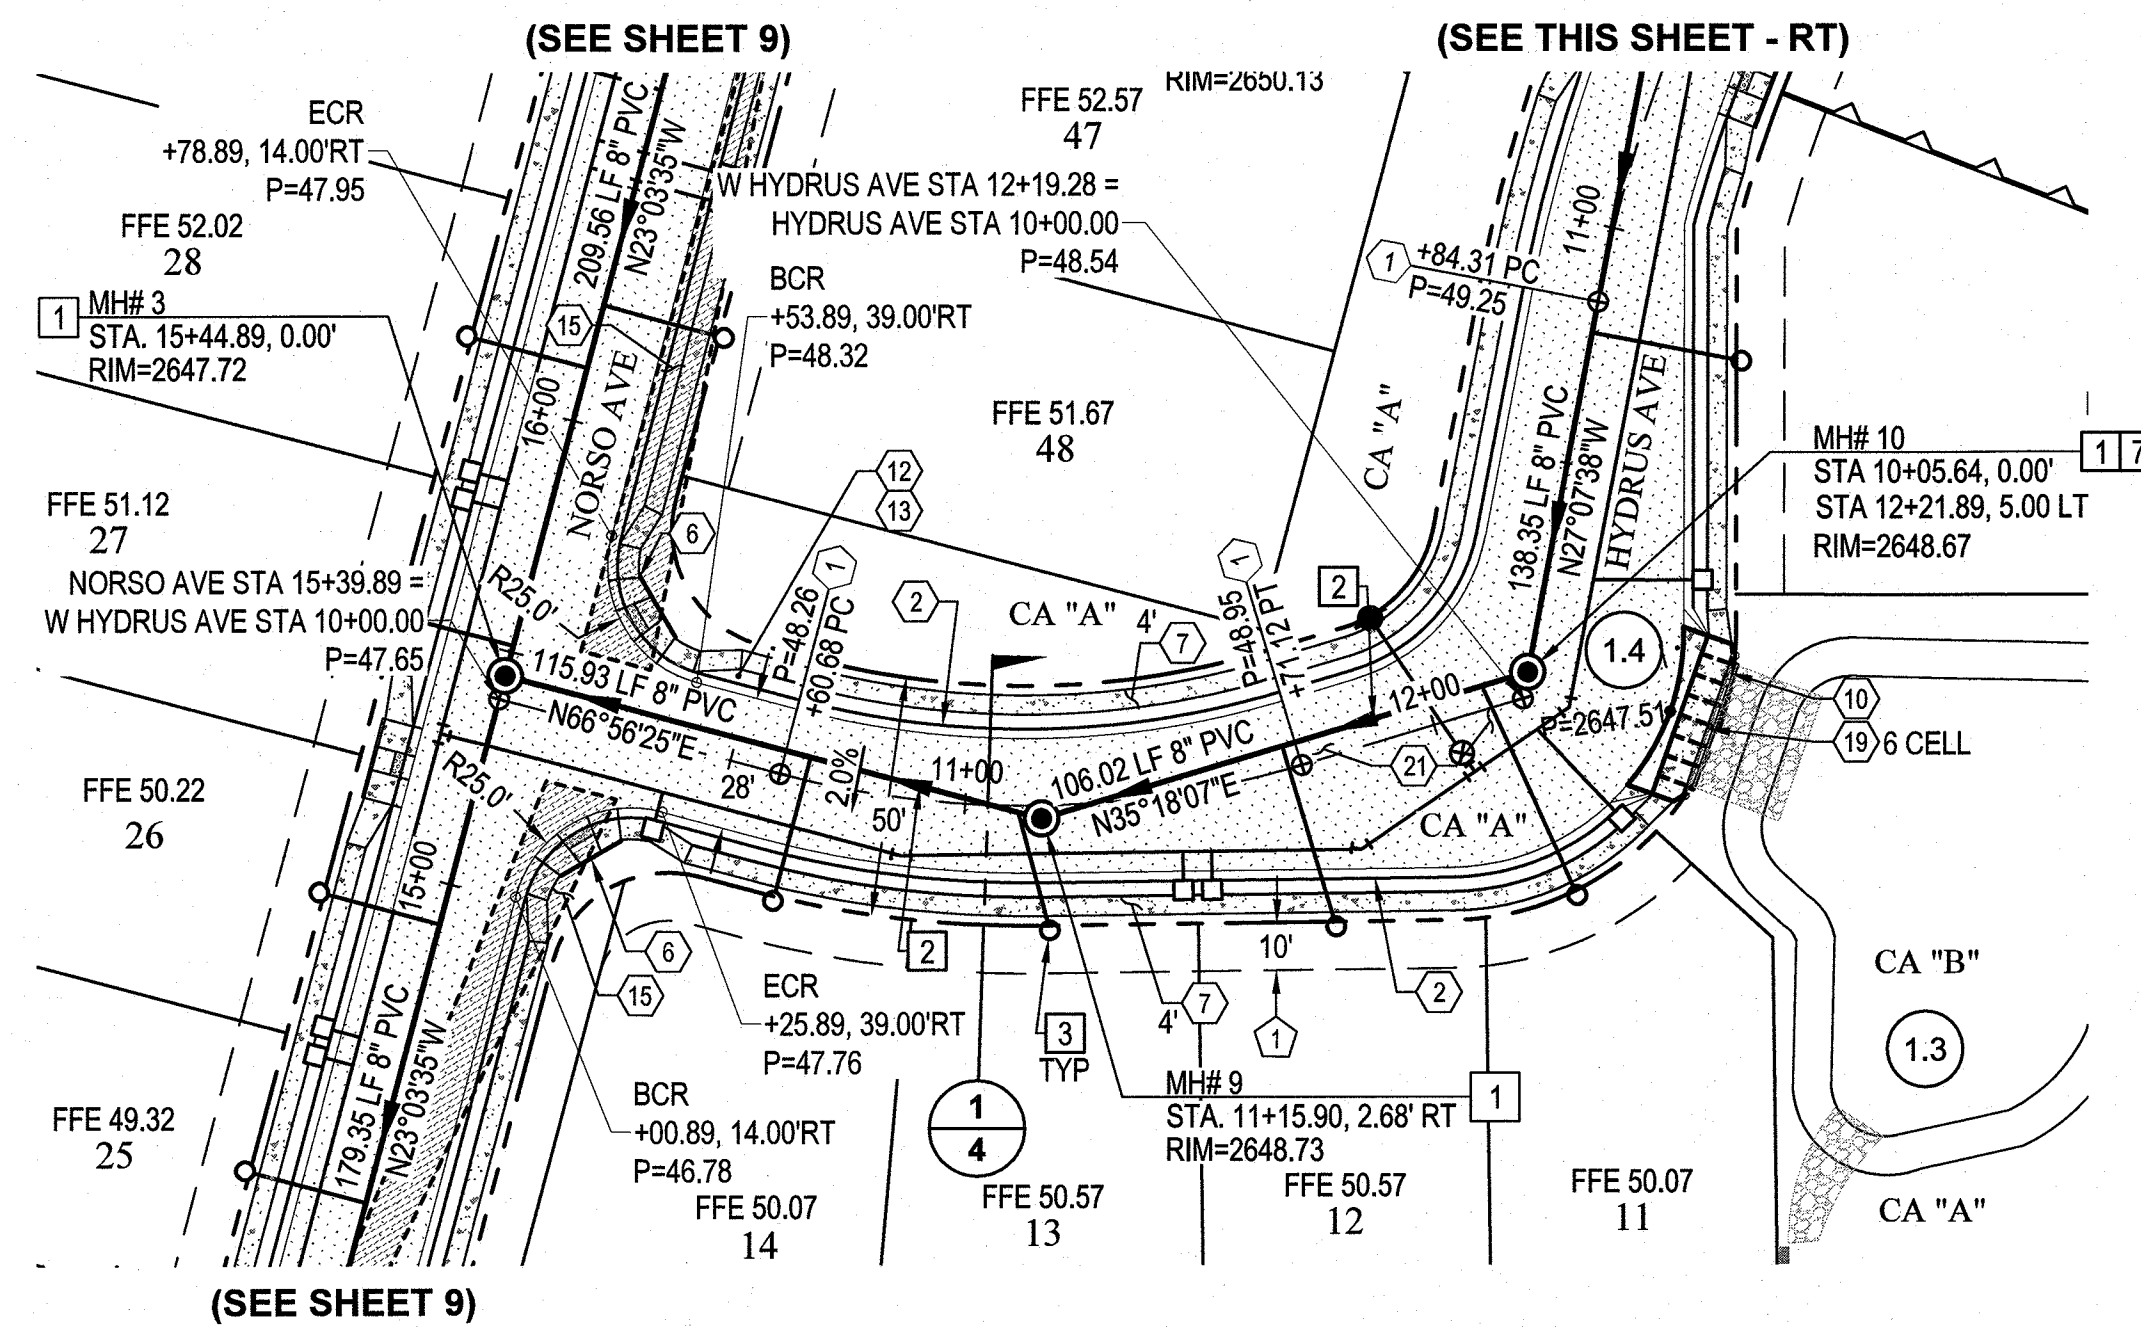 (SEE SHEET 9)
(SEE THIS SHEET - RT)
RIM=2650.13
FFE 52.57
47
ECR
+78.89, 14.00'RT
P=47.95
209.56 LF 8" PVC
N23°03'35"W
W HYDRUS AVE STA 12+19.28 =
HYDRUS AVE STA 10+00.00
P=48.54
11+00
1
+84.31 PC
P=49.25
FFE 52.02
28
BCR
+53.89, 39.00'RT
P=48.32
1
MH# 3
STA. 15+44.89, 0.00'
RIM=2647.72
15
16+00
NORSO AVE
FFE 51.67
48
CA "A"
138.35 LF 8" PVC
N27°07'38"W
HYDRUS AVE
MH# 10
STA 10+05.64, 0.00'
STA 12+21.89, 5.00 LT
RIM=2648.67
1
7
12
13
6
FFE 51.12
27
NORSO AVE STA 15+39.89 =
W HYDRUS AVE STA 10+00.00
P=47.65
R25.0'
1
P=48.26
+60.68 PC
2
CA "A"
4'
7
1
P=48.95
+71.12 PT
2
1.4
115.93 LF 8" PVC
N66°56'25"E
12+00
P=2647.51
10
19
6 CELL
R25.0'
28'
2.0%
50'
11+00
106.02 LF 8" PVC
N35°18'07"E
21
CA "A"
FFE 50.22
26
15+00
6
15
2
10'
2
CA "B"
ECR
+25.89, 39.00'RT
P=47.76
4'
7
1
3
TYP
1.3
179.35 LF 8" PVC
N23°03'35"W
BCR
+00.89, 14.00'RT
P=46.78
1
4
MH# 9
STA. 11+15.90, 2.68' RT
RIM=2648.73
1
FFE 49.32
25
FFE 50.07
14
FFE 50.57
13
FFE 50.57
12
FFE 50.07
11
CA "A"
(SEE SHEET 9)